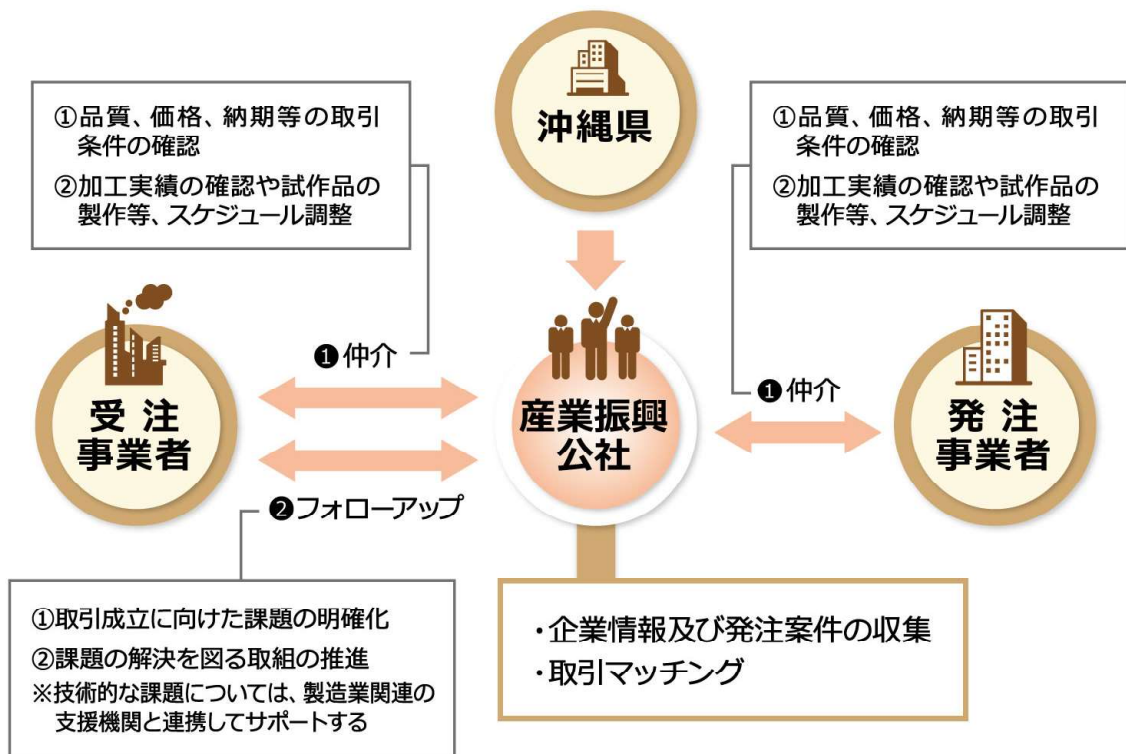 沖縄県
①品質、価格、納期等の取引
条件の確認
②加工実績の確認や試作品の
製作等、スケジュール調整
①品質、価格、納期等の取引
条件の確認
②加工実績の確認や試作品の
製作等、スケジュール調整
❶仲介
❶仲介
受注
事業者
産業振興
公社
発注
事業者
❷フォローアップ
①取引成立に向けた課題の明確化
②課題の解決を図る取組の推進
※技術的な課題については、製造業関連の
支援機関と連携してサポートする
・企業情報及び発注案件の収集
・取引マッチング